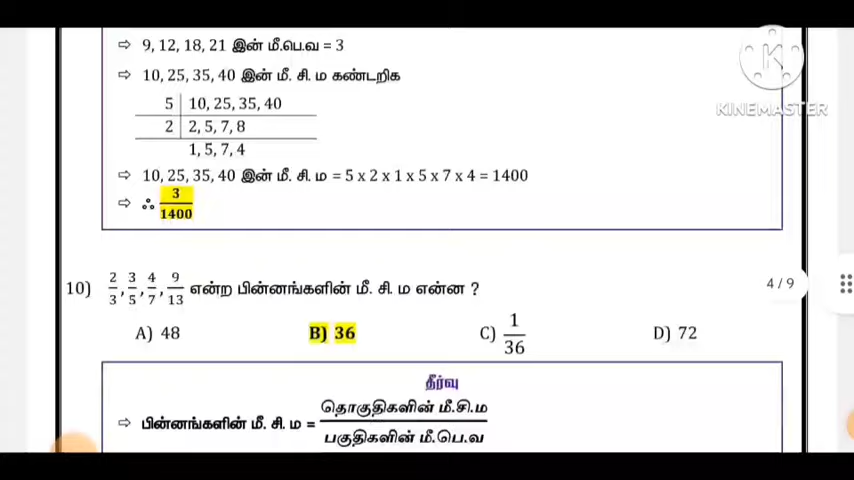 ⇨ 9, 12, 18, 21 இன் மீ.பெ.வ = 3
⇨ 10, 25, 35, 40 இன் மீ. சி. ம கண்டறிக
5 | 10, 25, 35, 40
2 | 2, 5, 7, 8
1, 5, 7, 4
⇨ 10, 25, 35, 40 இன் மீ. சி. ம = 5 x 2 x 1 x 5 x 7 x 4 = 1400
⇨ ∴ 3/1400
10) 2/3, 3/5, 4/7, 9/13 என்ற பின்னங்களின் மீ. சி. ம என்ன ?
A) 48 B) 36 C) 1/36 D) 72
தீர்வு
⇨ பின்னங்களின் மீ. சி. ம = தொகுதிகளின் மீ.சி.ம / பகுதிகளின் மீ.பெ.வ
4 / 9
KINEMASTER